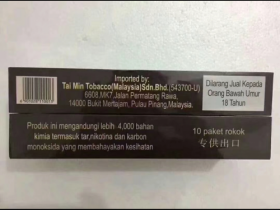 Imported by:
Tai Min Tobacco(Malaysia)Sdn.Bhd.(543700-U)
6608,MK7,Jalan Permatang Rawa,
14000 Bukit Mertajam, Pulau Pinang,Malaysia.
Dilarang Jual Kepada
Orang Bawah Umur
18 Tahun
Produk ini mengandungi lebih 4,000 bahan
kimia termasuk tar,nikotina dan karbon
monoksida yang membahayakan kesihatan
10 paket rokok
专供出口